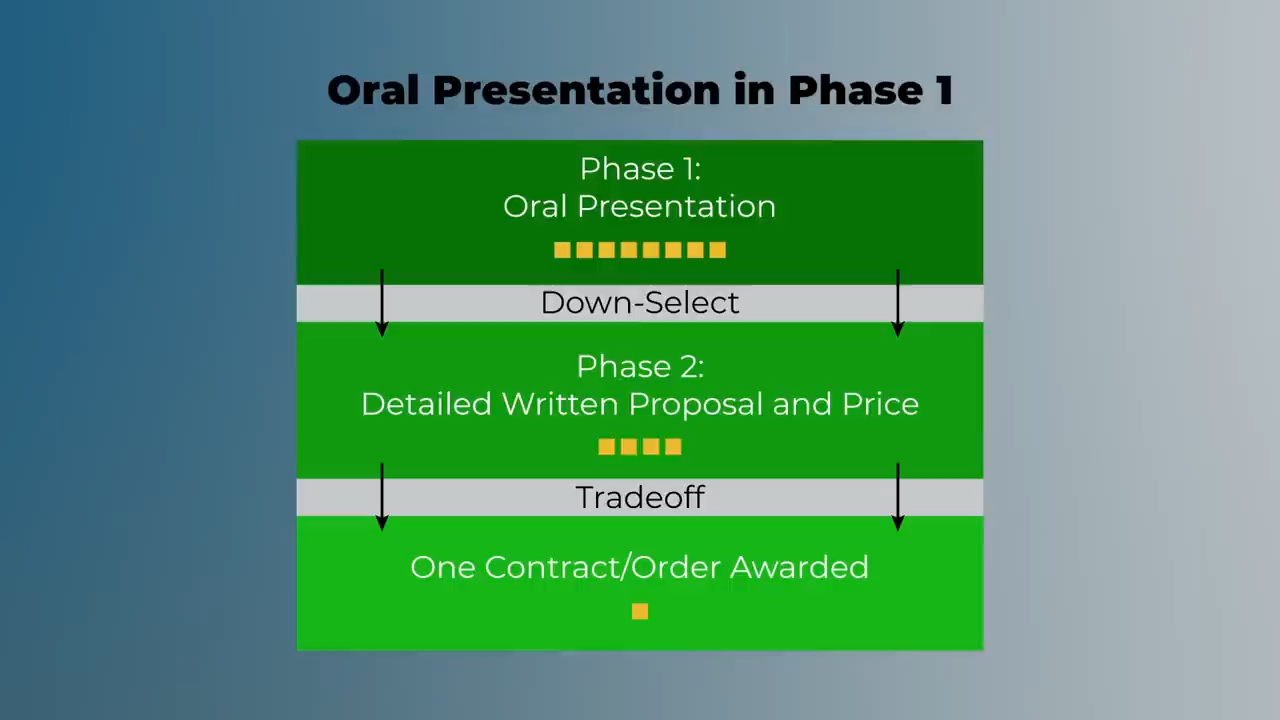 Oral Presentation in Phase 1
Phase 1:
Oral Presentation
Down-Select
Phase 2:
Detailed Written Proposal and Price
Tradeoff
One Contract/Order Awarded